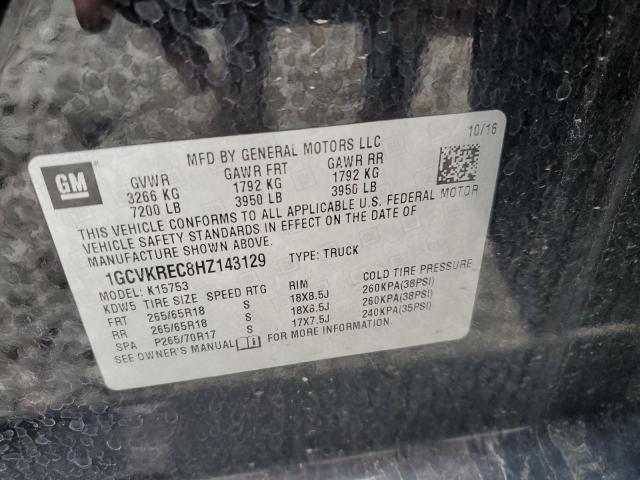 MFD BY GENERAL MOTORS LLC 10/16
GM
GVWR GAWR FRT GAWR RR
3266 KG 1792 KG 1792 KG
7200 LB 3950 LB 3950 LB
THIS VEHICLE CONFORMS TO ALL APPLICABLE U.S. FEDERAL MOTOR
VEHICLE SAFETY STANDARDS IN EFFECT ON THE DATE OF
MANUFACTURE SHOWN ABOVE.
1GCVKREC8HZ143129 TYPE: TRUCK
MODEL: K15753
KDW5 TIRE SIZE SPEED RTG RIM COLD TIRE PRESSURE
FRT 265/65R18 S 18X8.5J 260KPA(38PSI)
RR 265/65R18 S 18X8.5J 260KPA(38PSI)
SPA P265/70R17 S 17X7.5J 240KPA(35PSI)
SEE OWNER'S MANUAL FOR MORE INFORMATION.